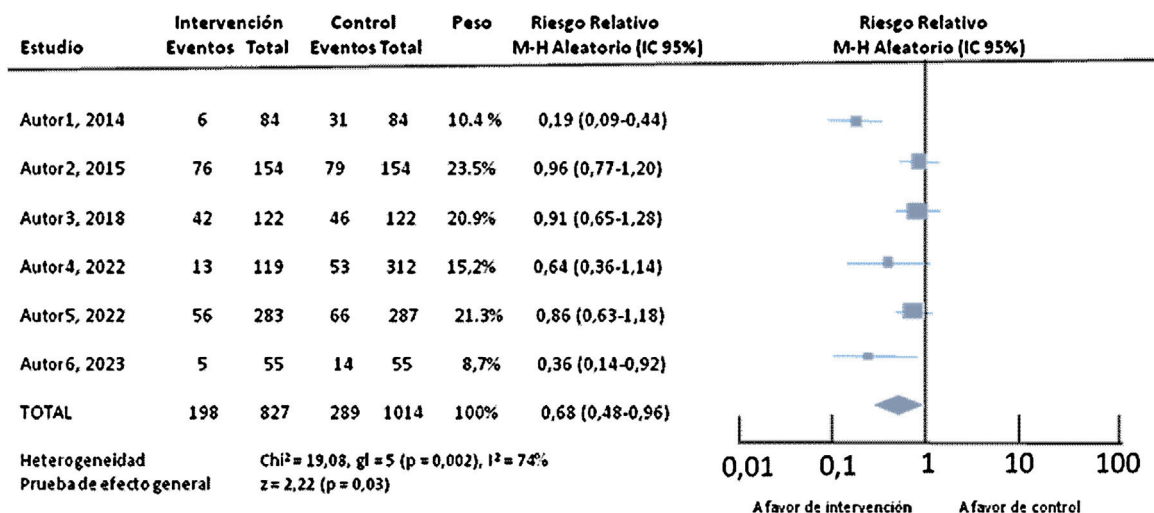 Intervención Control Peso Riesgo Relativo Riesgo Relativo
Estudio Eventos Total Eventos Total M-H Aleatorio (IC 95%) M-H Aleatorio (IC 95%)
Autor1, 2014 6 84 31 84 10.4 % 0,19 (0,09-0,44)
Autor2, 2015 76 154 79 154 23.5% 0,96 (0,77-1,20)
Autor3, 2018 42 122 46 122 20.9% 0,91 (0,65-1,28)
Autor4, 2022 13 119 53 312 15,2% 0,64 (0,36-1,14)
Autor5, 2022 56 283 66 287 21.3% 0,86 (0,63-1,18)
Autor6, 2023 5 55 14 55 8,7% 0,36 (0,14-0,92)
TOTAL 198 827 289 1014 100% 0,68 (0,48-0,96)
Heterogeneidad Chi² = 19,08, gl = 5 (p = 0,002), I² = 74%
Prueba de efecto general z = 2,22 (p = 0,03)
0,01 0,1 1 10 100
A favor de intervención A favor de control